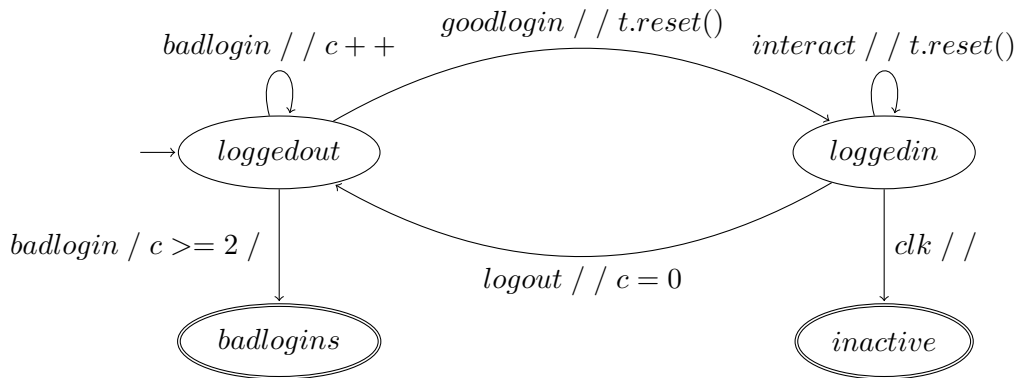 goodlogin / / t.reset()
badlogin / / c + +
interact / / t.reset()
loggedout
loggedin
badlogin / c >= 2 /
clk / /
logout / / c = 0
badlogins
inactive